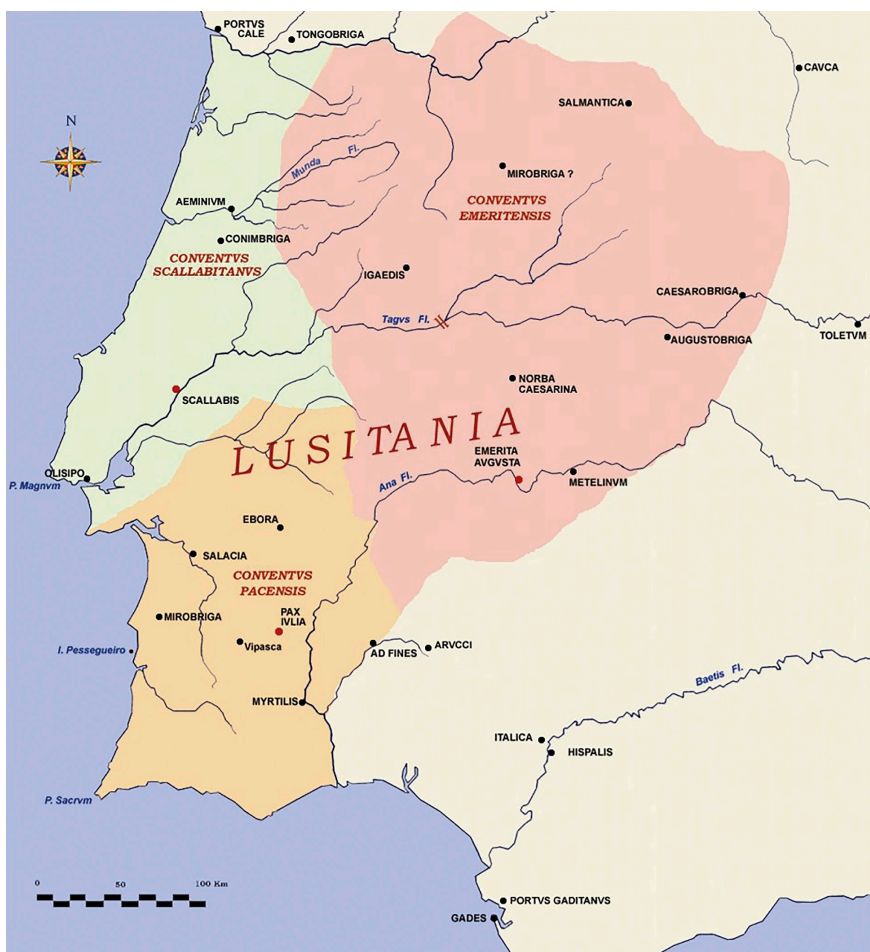 PORTVS
CALE
TONGOBRIGA
CAVCA
N
SALMANTICA
Munda Fl.
MIROBRIGA ?
AEMINIVM
CONVENTVS
EMERITENSIS
CONIMBRIGA
CONVENTVS
SCALLABITANVS
IGAEDIS
CAESAROBRIGA
Tagvs Fl.
TOLETVM
AUGUSTOBRIGA
NORBA
CAESARINA
SCALLABIS
LUSITANIA
EMERITA
AVGVSTA
OLISIPO
P. Magnvm
Ana Fl.
METELINVM
EBORA
SALACIA
CONVENTVS
PACENSIS
MIROBRIGA
PAX
IVLIA
Vipasca
I. Pessegueiro
AD FINES
ARVCCI
Baetis Fl.
MYRTILIS
ITALICA
HISPALIS
P. Sacrvm
0 50 100 Km
PORTVS GADITANVS
GADES